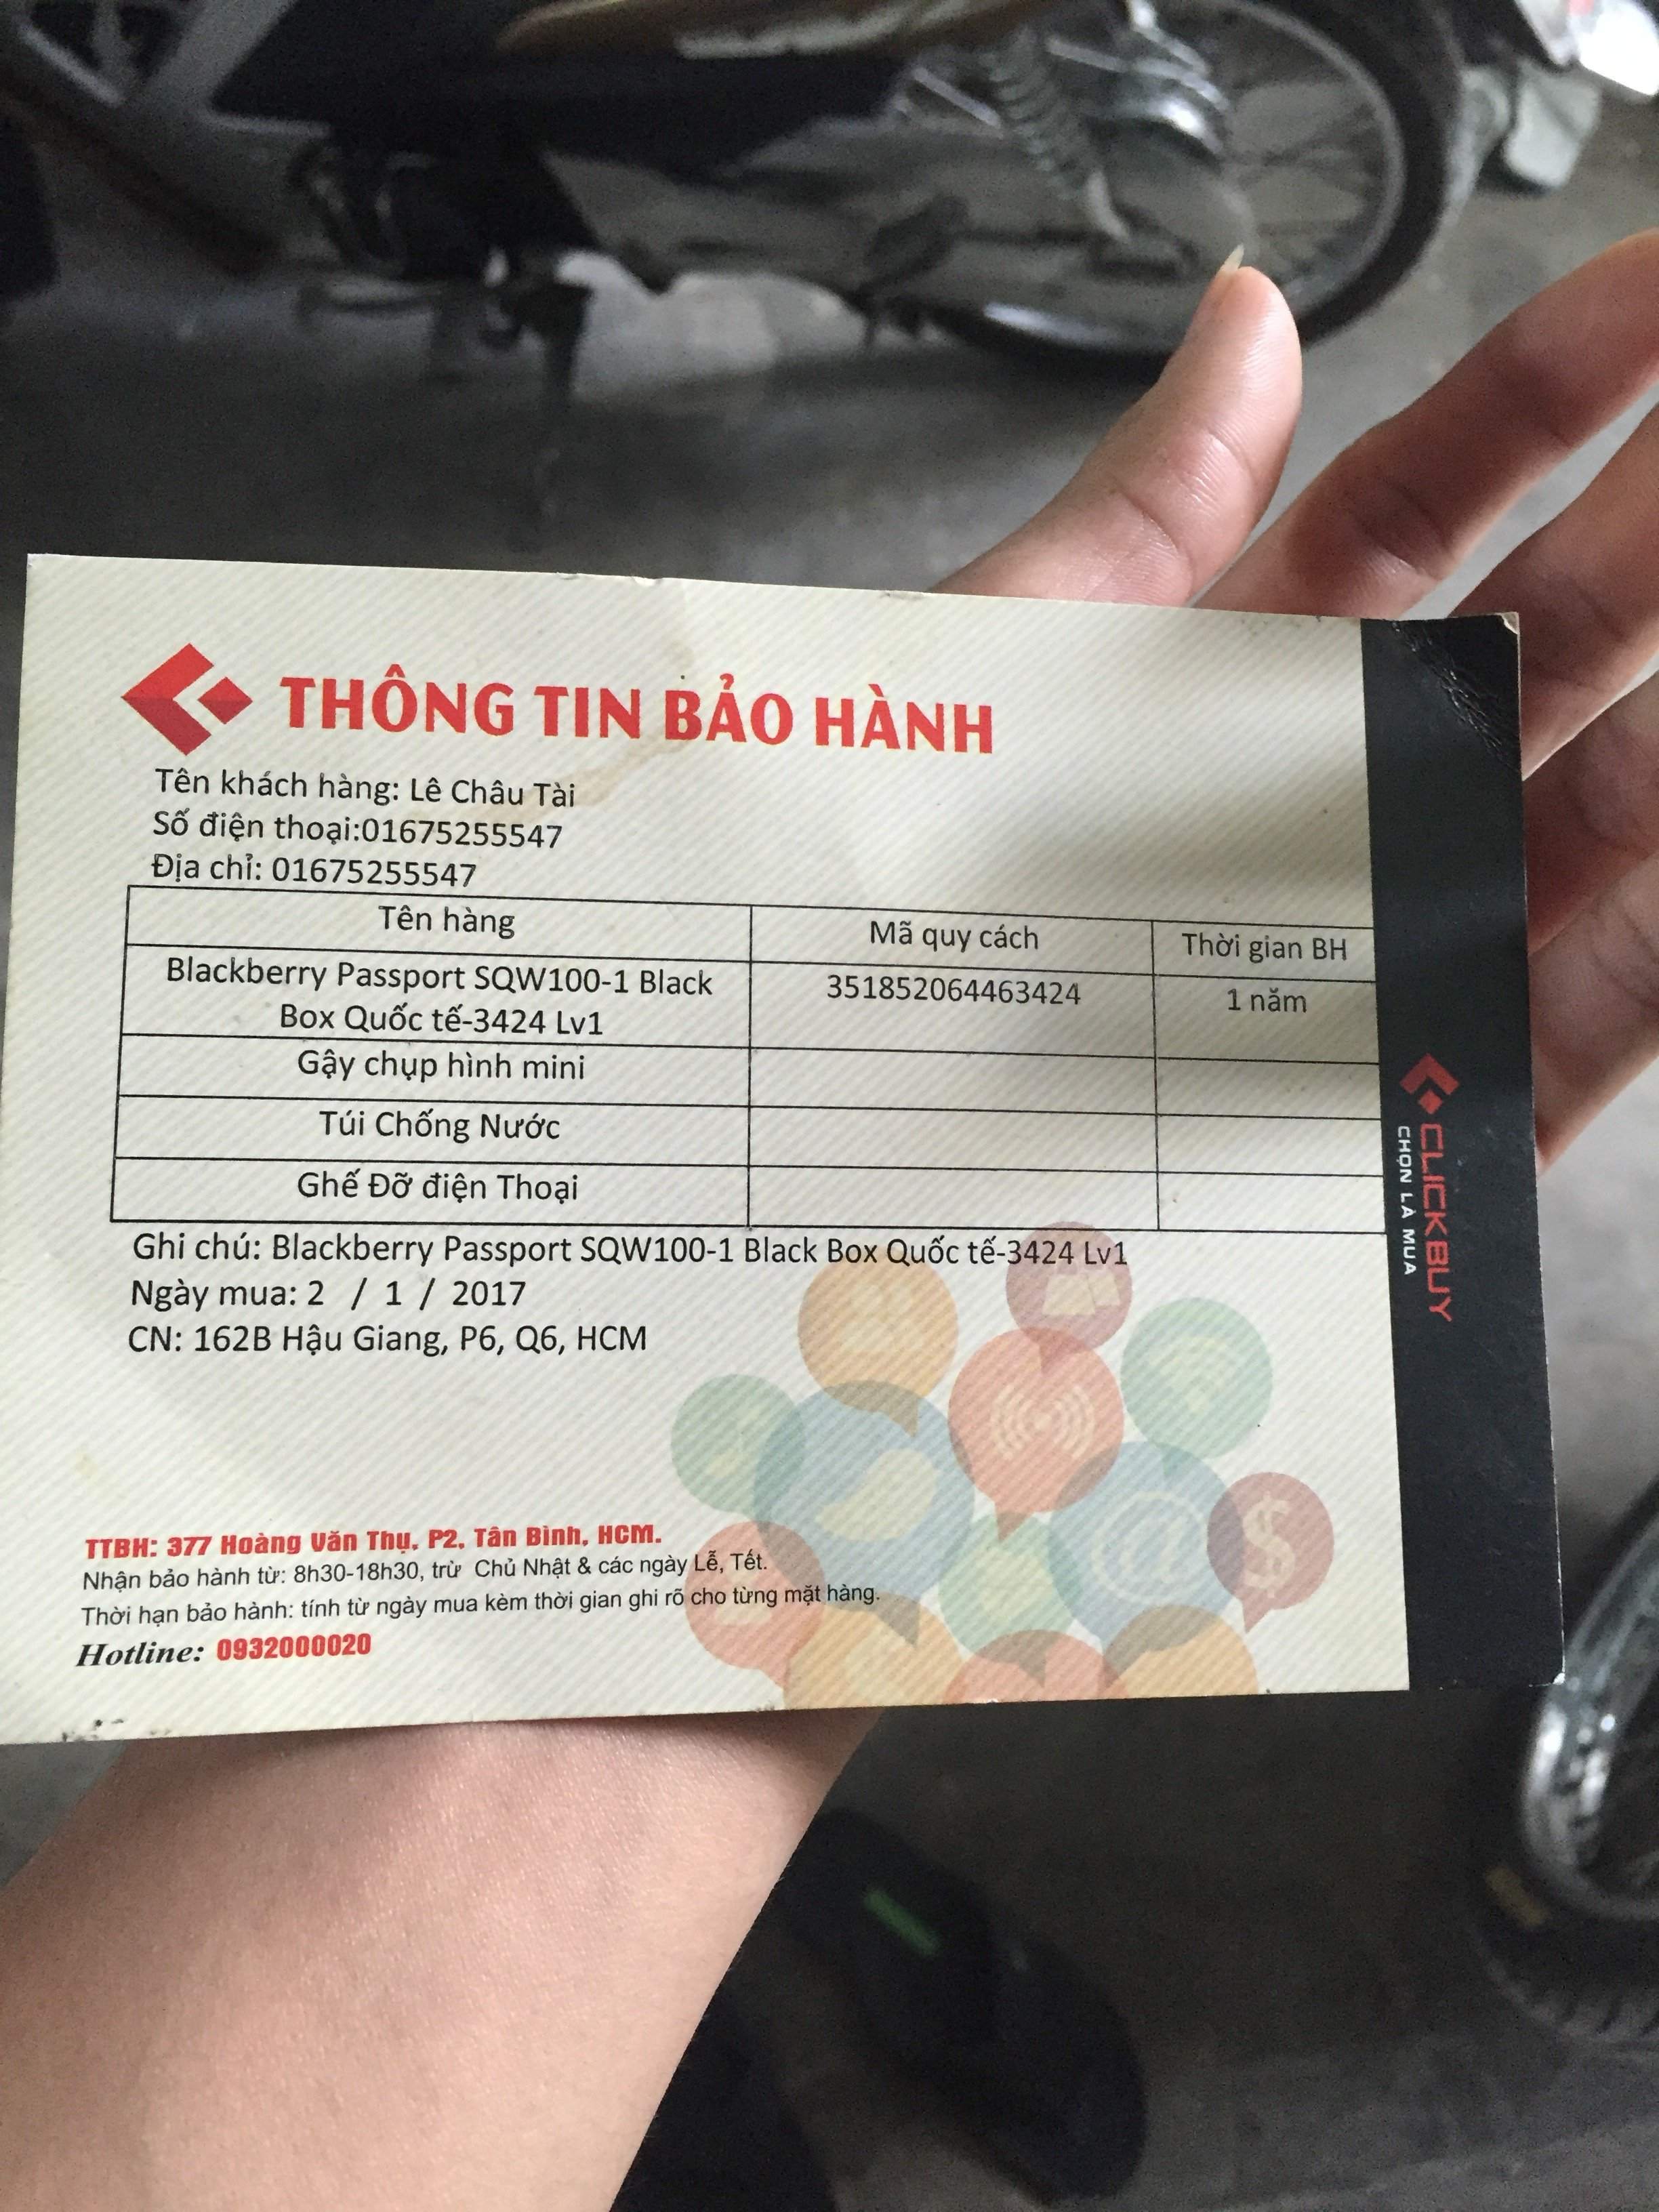 THÔNG TIN BẢO HÀNH
Tên khách hàng: Lê Châu Tài
Số điện thoại:01675255547
Địa chỉ: 01675255547
Tên hàng Mã quy cách Thời gian BH
Blackberry Passport SQW100-1 Black 351852064463424 1 năm
Box Quốc tế-3424 Lv1
Gậy chụp hình mini
Túi Chống Nước
Ghế Đỡ điện Thoại
Ghi chú: Blackberry Passport SQW100-1 Black Box Quốc tế-3424 Lv1
Ngày mua: 2 / 1 / 2017
CN: 162B Hậu Giang, P6, Q6, HCM
TTBH: 377 Hoàng Văn Thụ, P2, Tân Bình, HCM.
Nhận bảo hành từ: 8h30-18h30, trừ Chủ Nhật & các ngày Lễ, Tết.
Thời hạn bảo hành: tính từ ngày mua kèm thời gian ghi rõ cho từng mặt hàng.
Hotline: 0932000020
CLICKBUY
CHỌN LÀ MUA